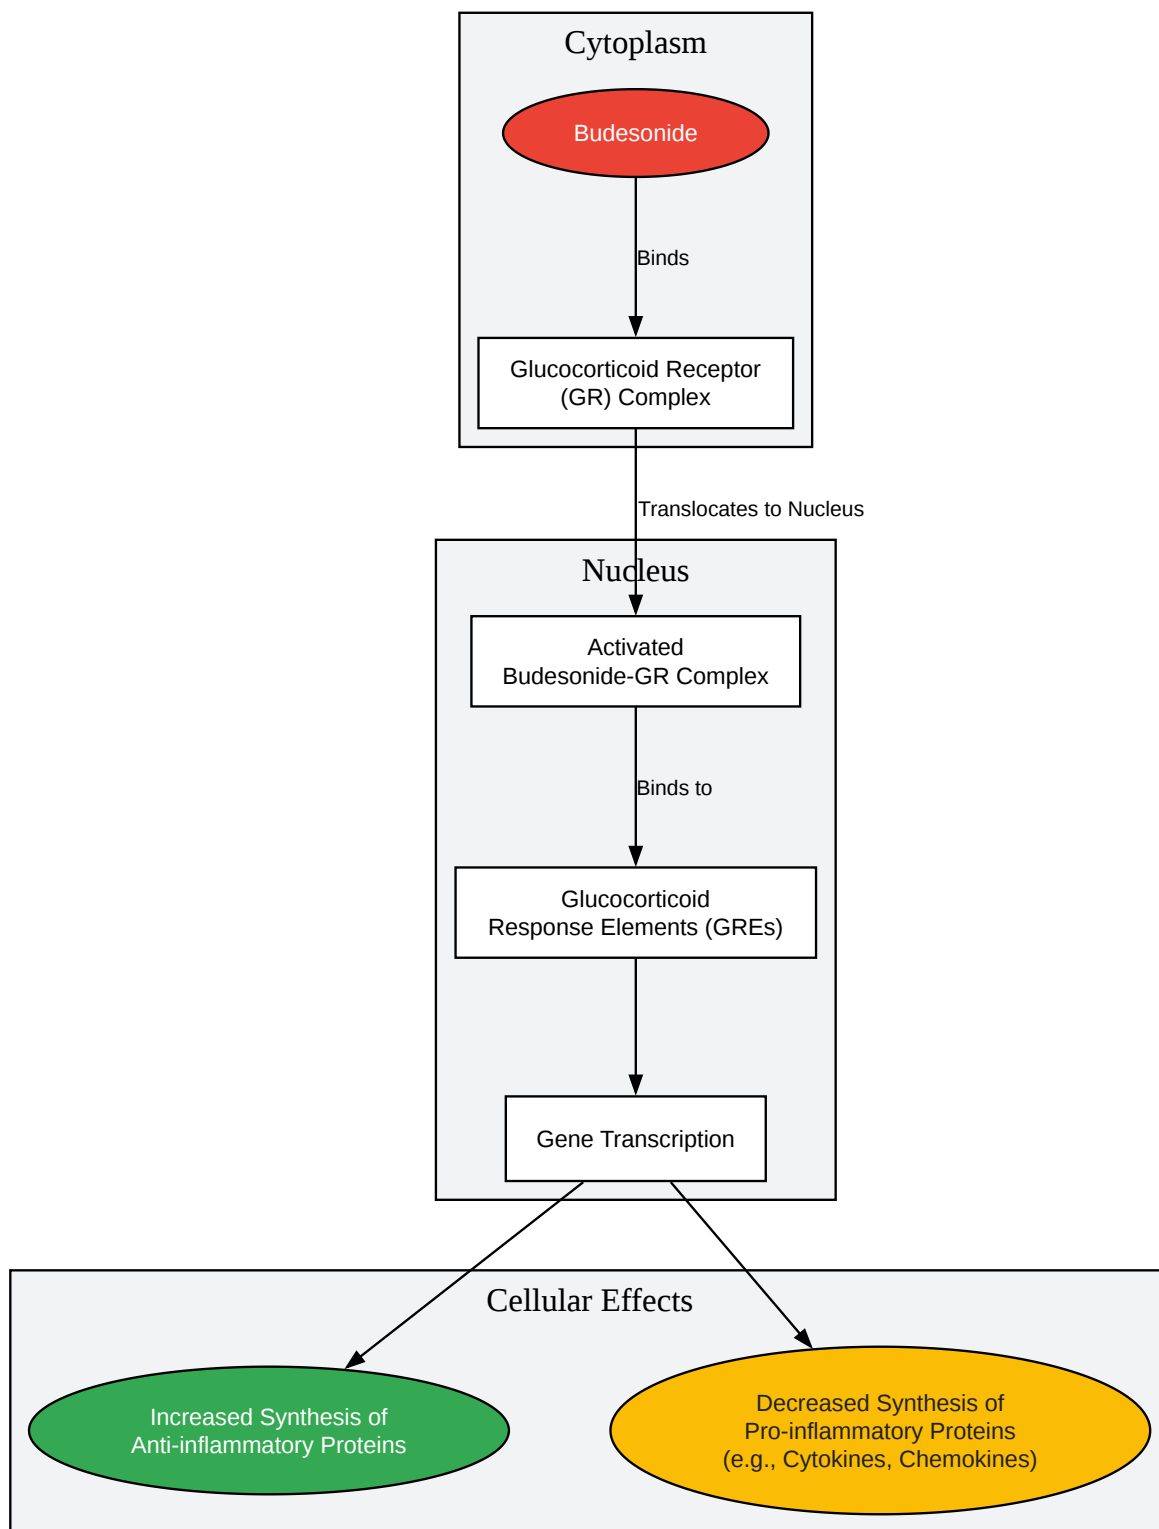 Cytoplasm
Budesonide
Binds
Glucocorticoid Receptor
(GR) Complex
Translocates to Nucleus
Nucleus
Activated
Budesonide-GR Complex
Binds to
Glucocorticoid
Response Elements (GREs)
Gene Transcription
Cellular Effects
Increased Synthesis of
Anti-inflammatory Proteins
Decreased Synthesis of
Pro-inflammatory Proteins
(e.g., Cytokines, Chemokines)